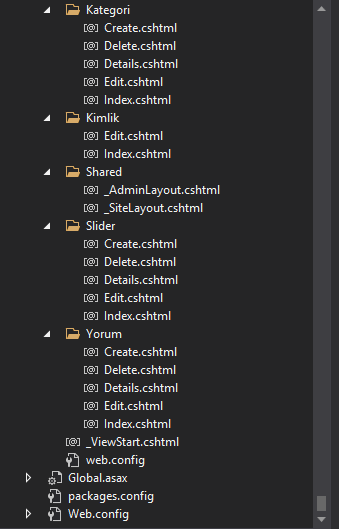 Kategori
Create.cshtml
Delete.cshtml
Details.cshtml
Edit.cshtml
Index.cshtml
Kimlik
Edit.cshtml
Index.cshtml
Shared
_AdminLayout.cshtml
_SiteLayout.cshtml
Slider
Create.cshtml
Delete.cshtml
Details.cshtml
Edit.cshtml
Index.cshtml
Yorum
Create.cshtml
Delete.cshtml
Details.cshtml
Edit.cshtml
Index.cshtml
_ViewStart.cshtml
web.config
Global.asax
packages.config
Web.config